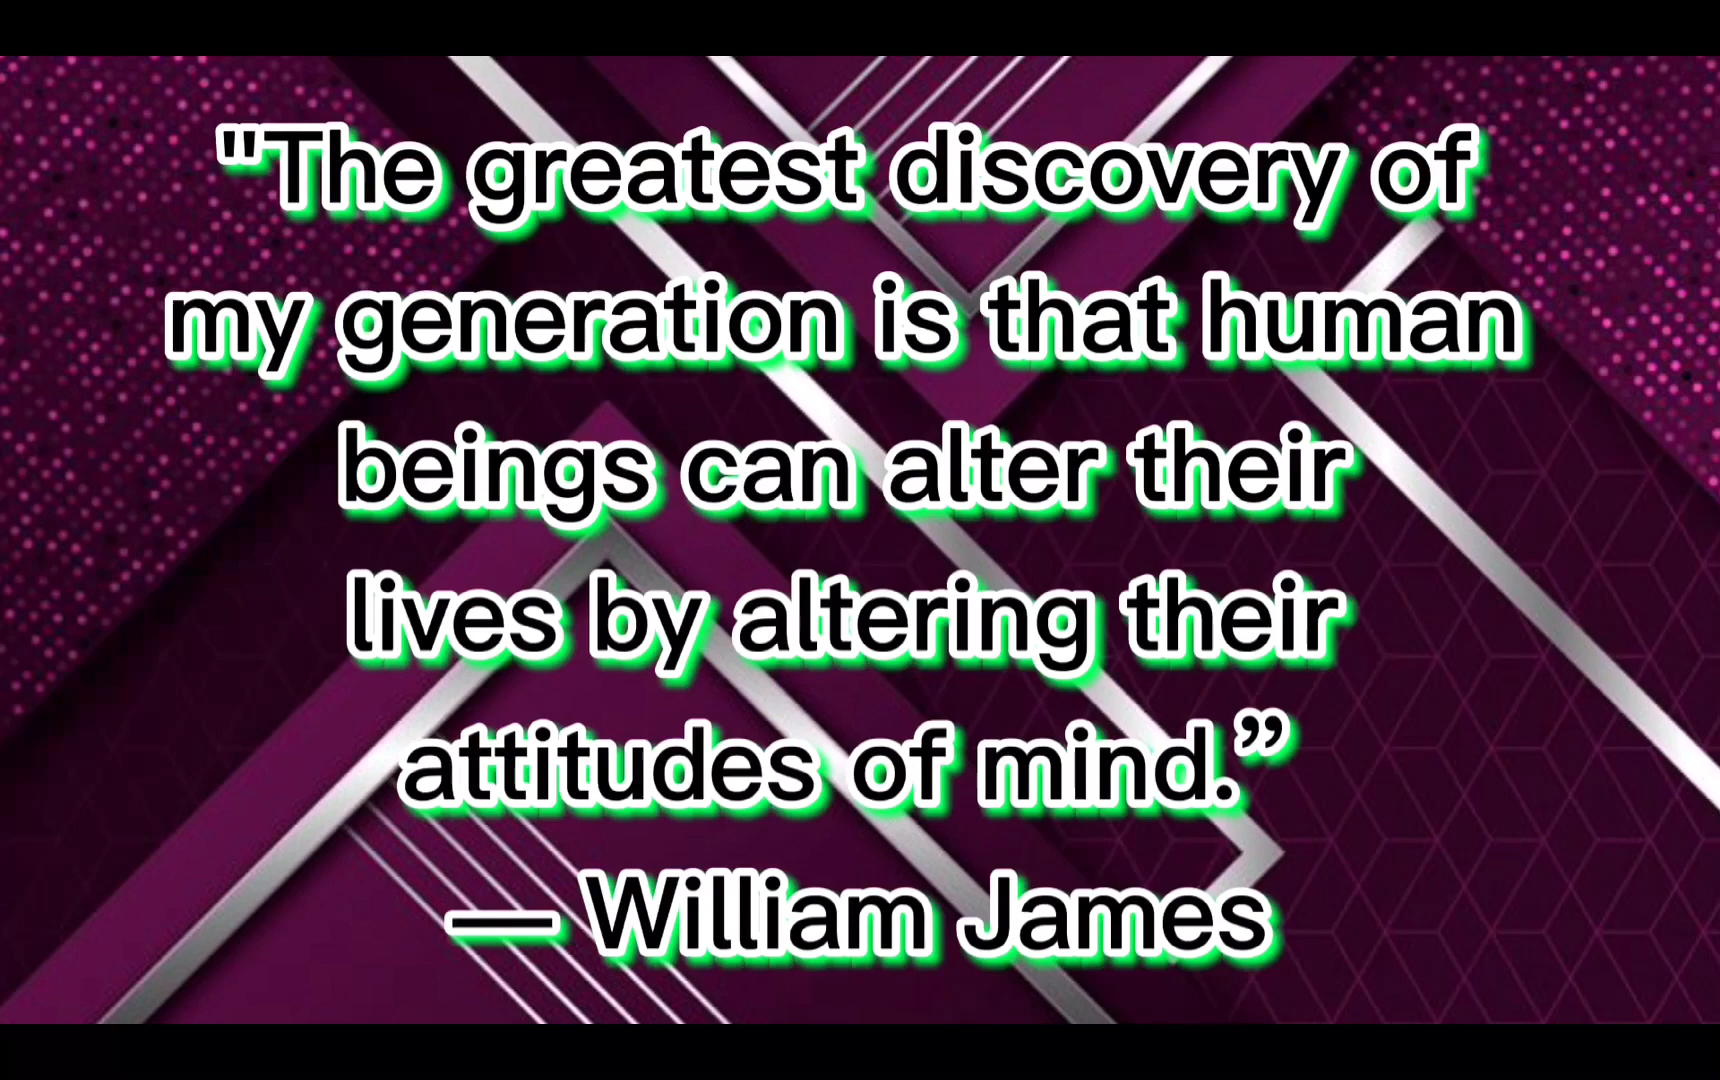 "The greatest discovery of
my generation is that human
beings can alter their
lives by altering their
attitudes of mind.”
— William James